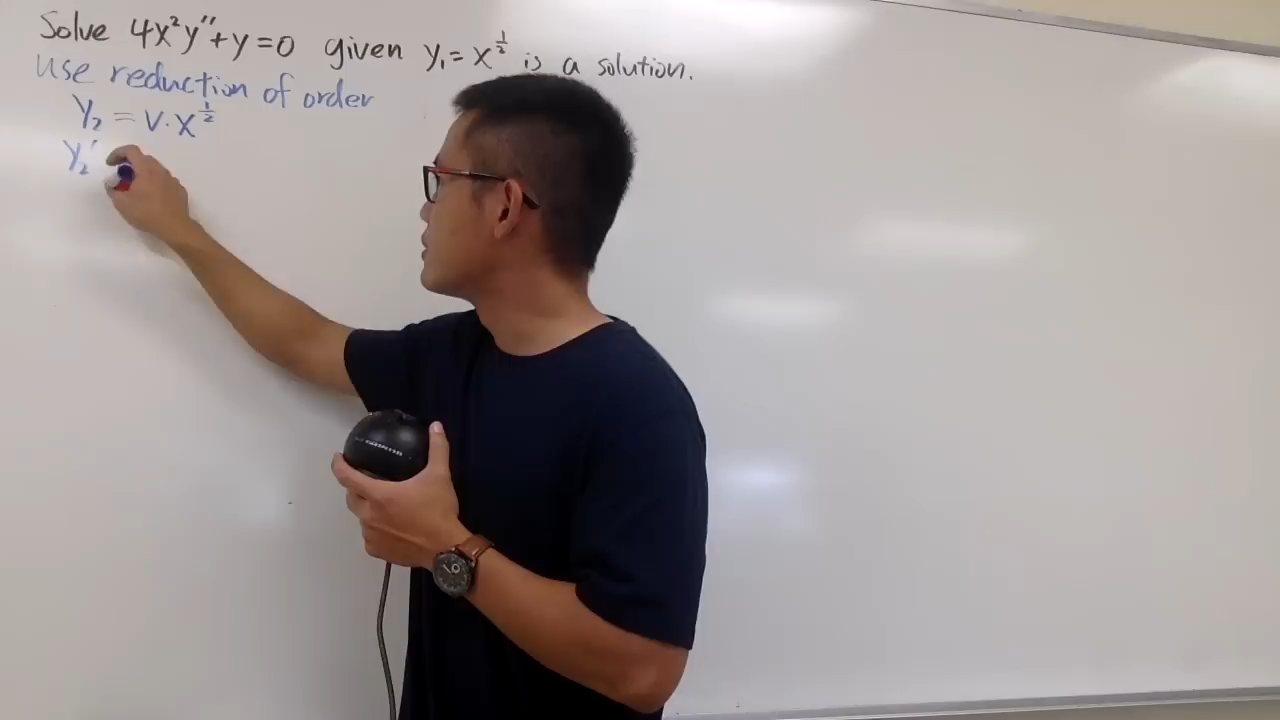 Solve 4x²y''+y=0 given y₁=x^(1/2) is a solution.
Use reduction of order
y₂ = v·x^(1/2)
y₂'